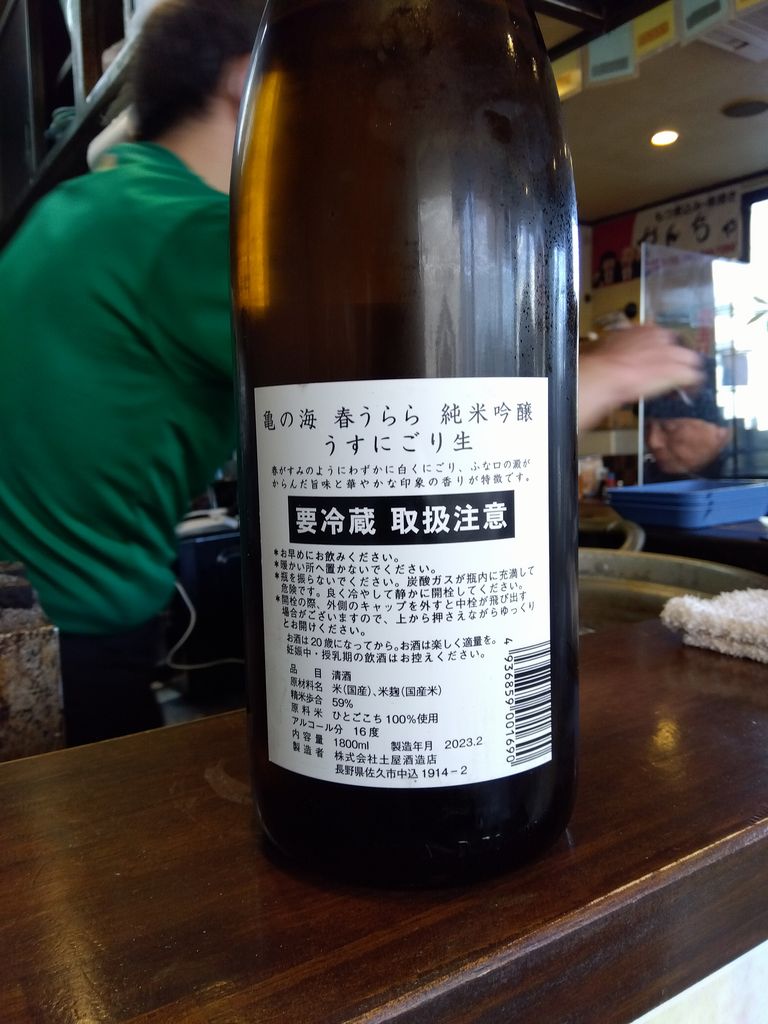 亀の海 春うらら 純米吟醸
うすにごり生
春がすみのようにわずかに白くにごり、ふな口の澱が
からんだ旨味と華やかな印象の香りが特徴です。
要冷蔵 取扱注意
*お早めにお飲みください。
*暖かい所へ置かないでください。
*瓶を振らないでください。炭酸ガスが瓶内に充満して
危険です。良く冷やして静かに開栓してください。
*開栓の際、外側のキャップを外すと中栓が飛び出す
場合がございますので、上から押さえながらゆっくり
とお開けください。
お酒は20歳になってから。お酒は楽しく適量を。
妊娠中・授乳期の飲酒はお控えください。
品目 清酒
原材料名 米(国産)、米麹(国産米)
精米歩合 59%
原料米 ひとごこち100%使用
アルコール分 16度
内容量 1800ml 製造年月 2023.2
製造者 株式会社土屋酒造店
長野県佐久市中込1914-2
4 936859 001690